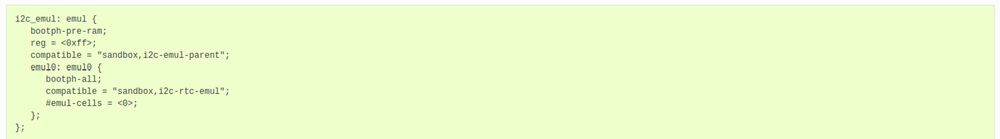 i2c_emul: emul {
   bootph-pre-ram;
   reg = <0xff>;
   compatible = "sandbox,i2c-emul-parent";
   emul0: emul0 {
      bootph-all;
      compatible = "sandbox,i2c-rtc-emul";
      #emul-cells = <0>;
   };
};